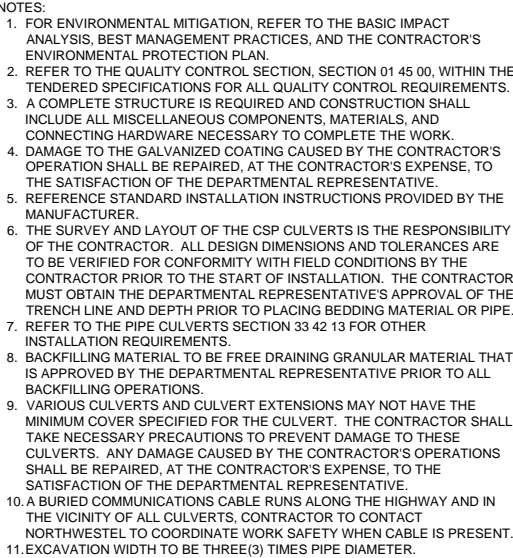 NOTES:
1. FOR ENVIRONMENTAL MITIGATION, REFER TO THE BASIC IMPACT
ANALYSIS, BEST MANAGEMENT PRACTICES, AND THE CONTRACTOR'S
ENVIRONMENTAL PROTECTION PLAN.
2. REFER TO THE QUALITY CONTROL SECTION, SECTION 01 45 00, WITHIN THE
TENDERED SPECIFICATIONS FOR ALL QUALITY CONTROL REQUIREMENTS.
3. A COMPLETE STRUCTURE IS REQUIRED AND CONSTRUCTION SHALL
INCLUDE ALL MISCELLANEOUS COMPONENTS, MATERIALS, AND
CONNECTING HARDWARE NECESSARY TO COMPLETE THE WORK.
4. DAMAGE TO THE GALVANIZED COATING CAUSED BY THE CONTRACTOR'S
OPERATION SHALL BE REPAIRED, AT THE CONTRACTOR'S EXPENSE, TO
THE SATISFACTION OF THE DEPARTMENTAL REPRESENTATIVE.
5. REFERENCE STANDARD INSTALLATION INSTRUCTIONS PROVIDED BY THE
MANUFACTURER.
6. THE SURVEY AND LAYOUT OF THE CSP CULVERTS IS THE RESPONSIBILITY
OF THE CONTRACTOR. ALL DESIGN DIMENSIONS AND TOLERANCES ARE
TO BE VERIFIED FOR CONFORMITY WITH FIELD CONDITIONS BY THE
CONTRACTOR PRIOR TO THE START OF INSTALLATION. THE CONTRACTOR
MUST OBTAIN THE DEPARTMENTAL REPRESENTATIVE'S APPROVAL OF THE
TRENCH LINE AND DEPTH PRIOR TO PLACING BEDDING MATERIAL OR PIPE.
7. REFER TO THE PIPE CULVERTS SECTION 33 42 13 FOR OTHER
INSTALLATION REQUIREMENTS.
8. BACKFILLING MATERIAL TO BE FREE DRAINING GRANULAR MATERIAL THAT
IS APPROVED BY THE DEPARTMENTAL REPRESENTATIVE PRIOR TO ALL
BACKFILLING OPERATIONS.
9. VARIOUS CULVERTS AND CULVERT EXTENSIONS MAY NOT HAVE THE
MINIMUM COVER SPECIFIED FOR THE CULVERT. THE CONTRACTOR SHALL
TAKE NECESSARY PRECAUTIONS TO PREVENT DAMAGE TO THESE
CULVERTS. ANY DAMAGE CAUSED BY THE CONTRACTOR'S OPERATIONS
SHALL BE REPAIRED, AT THE CONTRACTOR'S EXPENSE, TO THE
SATISFACTION OF THE DEPARTMENTAL REPRESENTATIVE.
10. A BURIED COMMUNICATIONS CABLE RUNS ALONG THE HIGHWAY AND IN
THE VICINITY OF ALL CULVERTS, CONTRACTOR TO CONTACT
NORTHWESTEL TO COORDINATE WORK SAFETY WHEN CABLE IS PRESENT.
11. EXCAVATION WIDTH TO BE THREE(3) TIMES PIPE DIAMETER.